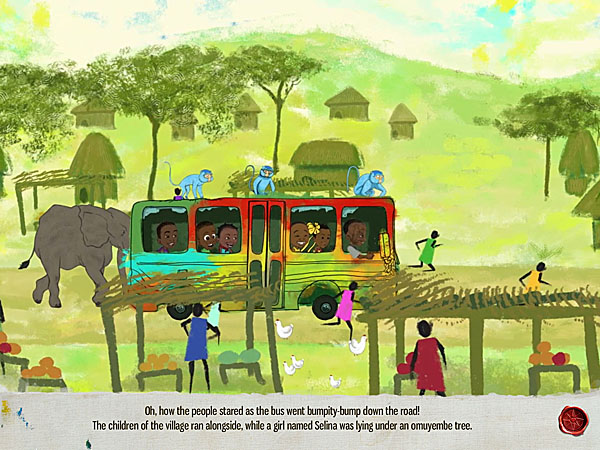 Oh, how the people stared as the bus went bumpity-bump down the road!
The children of the village ran alongside, while a girl named Selina was lying under an omuyembe tree.